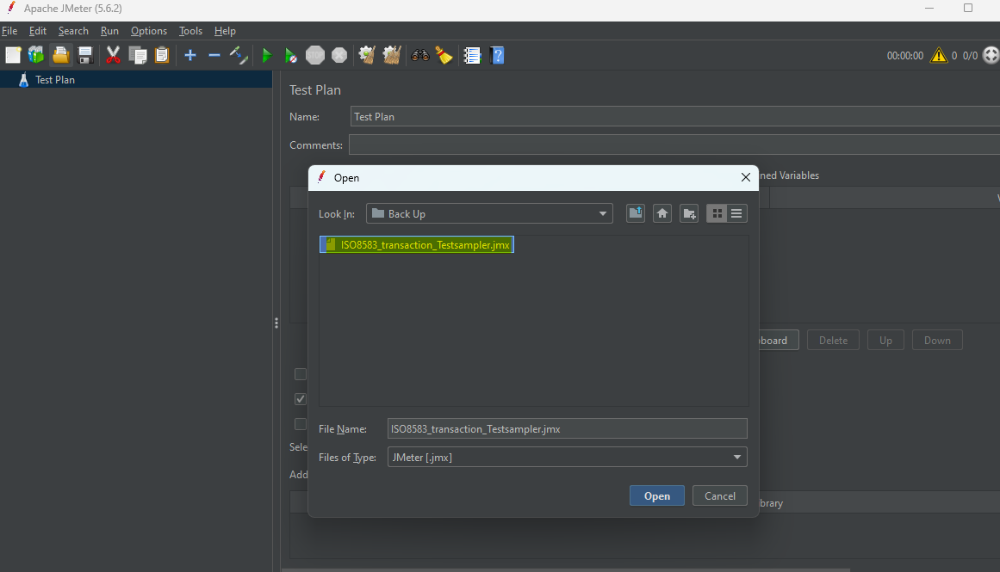 Apache JMeter (5.6.2)
File Edit Search Run Options Tools Help
STOP
?
00:00:00 0 0/0
Test Plan
Test Plan
Name: Test Plan
Comments:
ned Variables
Open
Look In: Back Up
ISO8583_transaction_Testsampler.jmx
board Delete Up Down
File Name: ISO8583_transaction_Testsampler.jmx
Sele
Files of Type: JMeter [.jmx]
Add
Open Cancel
brary